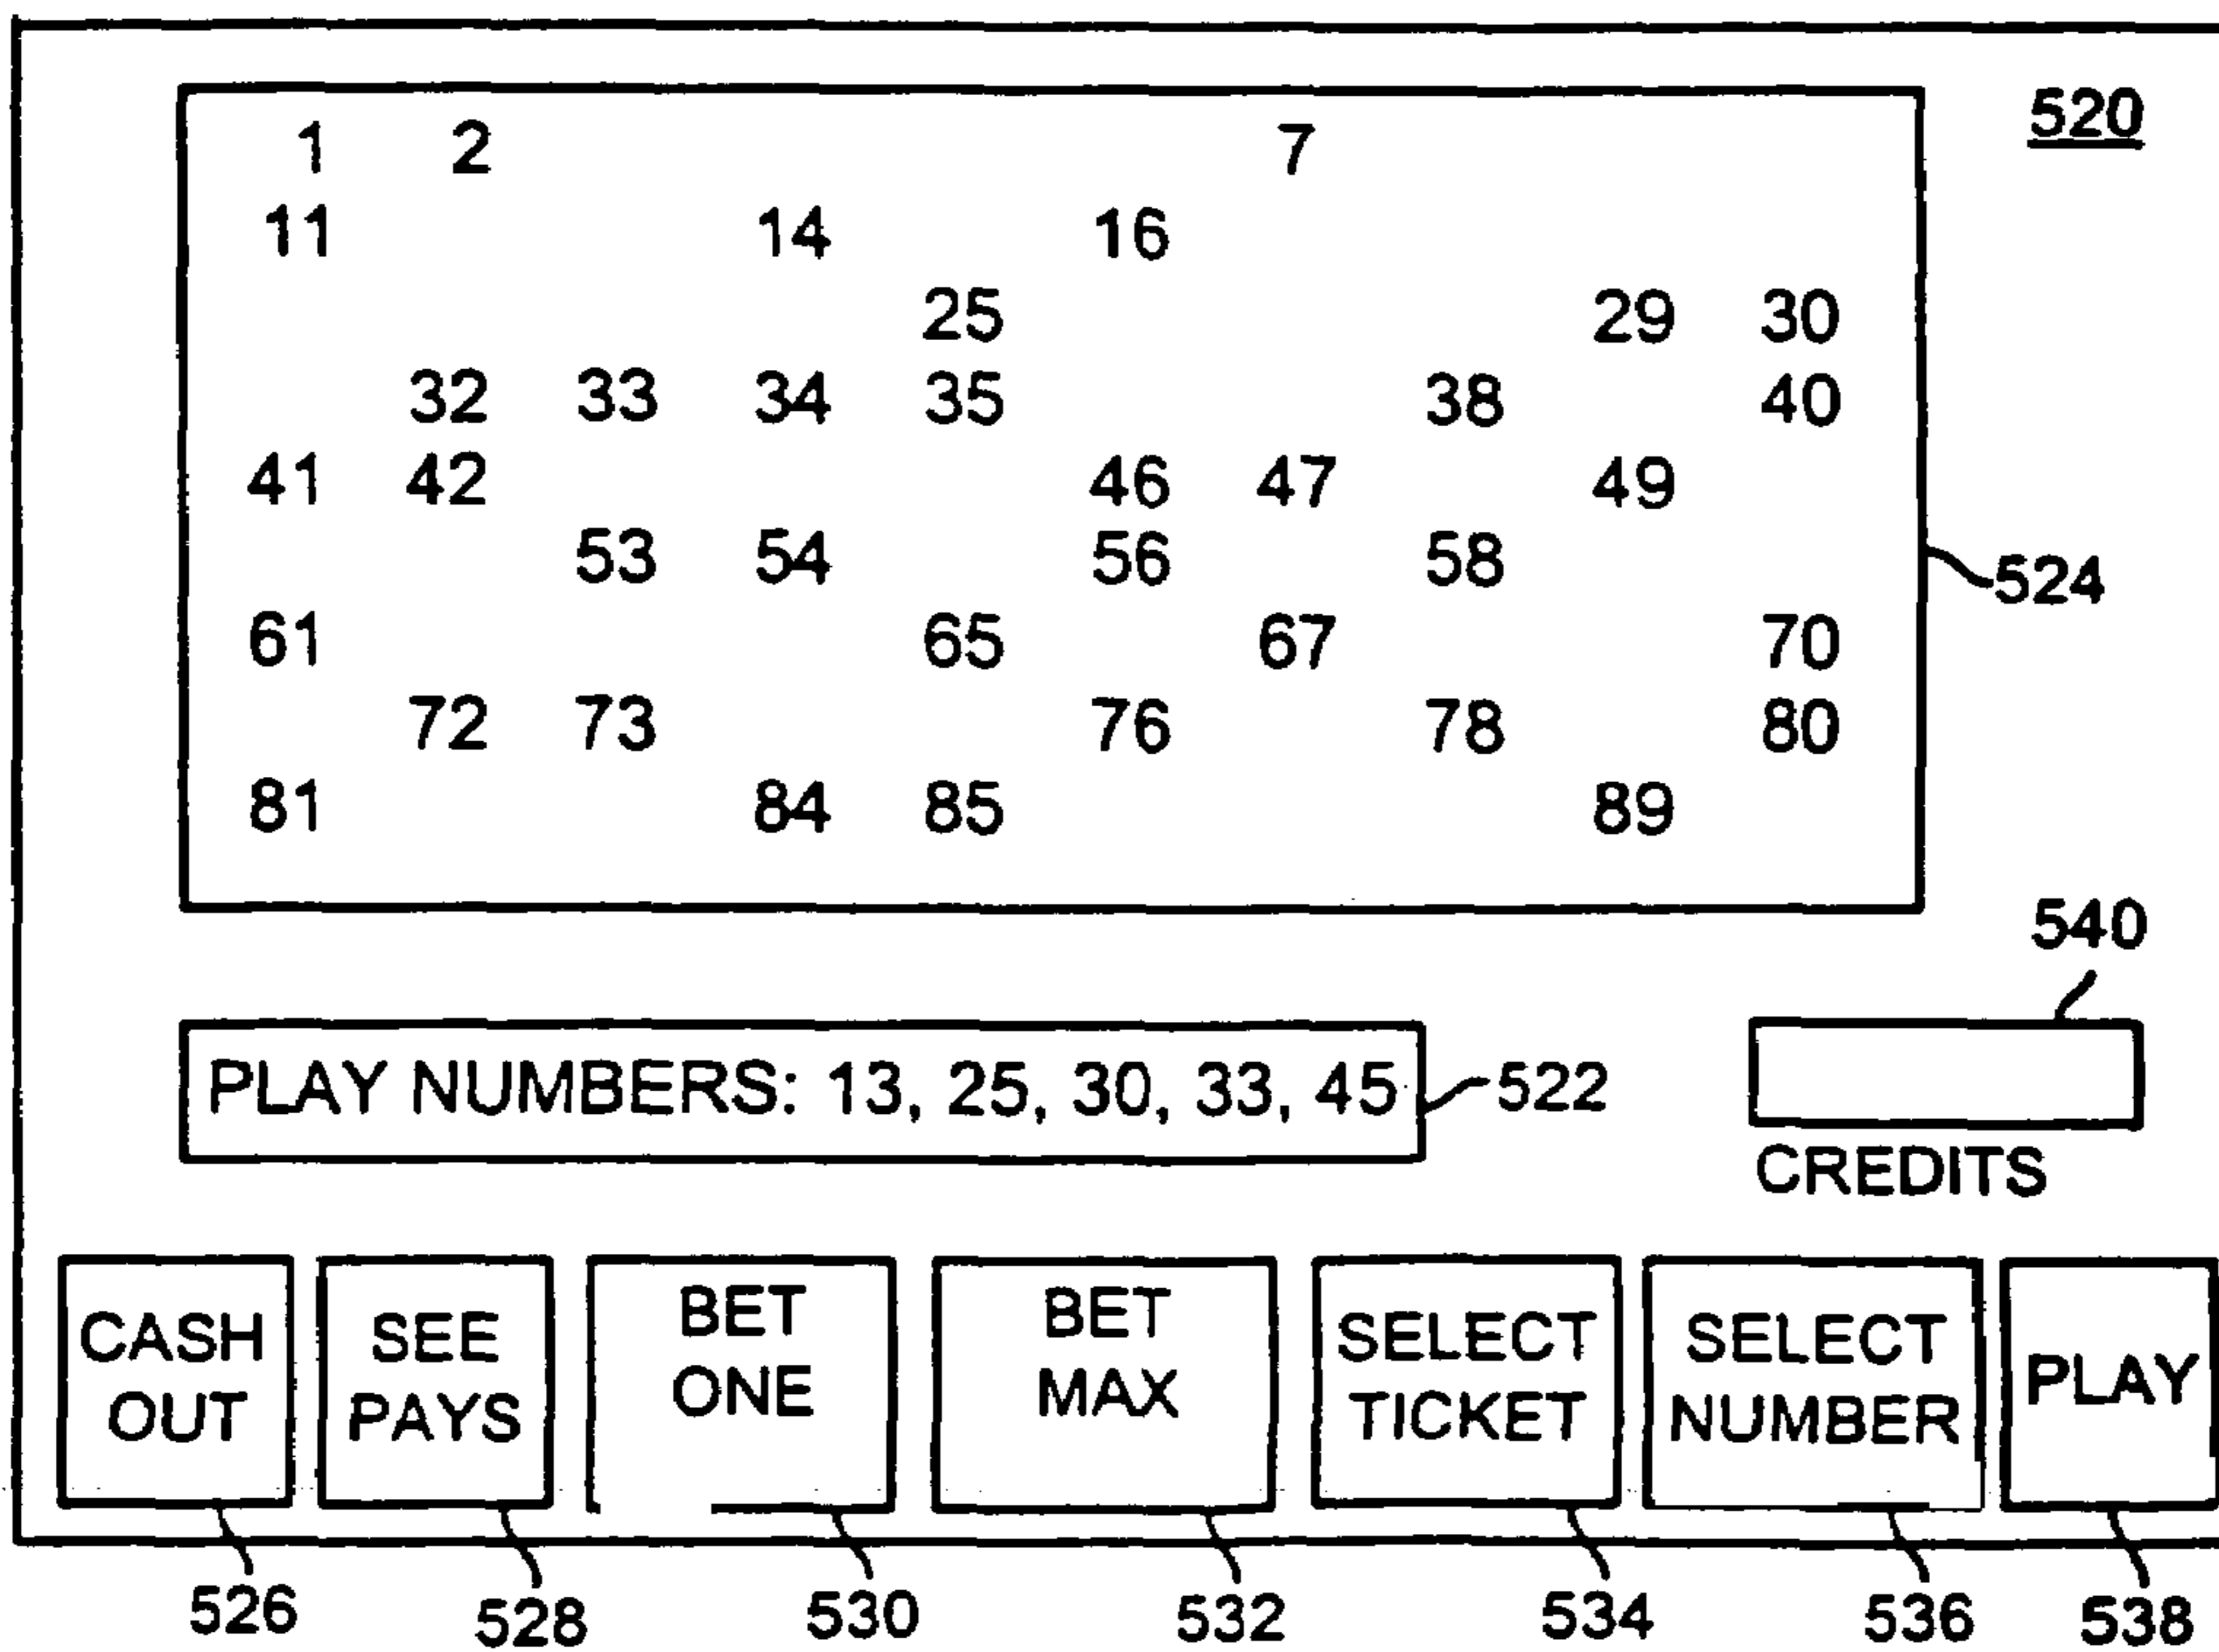 520
1 2 7
11 14 16
25 29 30
32 33 34 35 38 40
41 42 46 47 49
53 54 56 58
524
61 65 67 70
72 73 76 78 80
81 84 85 89
540
PLAY NUMBERS: 13, 25, 30, 33, 45
522
CREDITS
CASH
OUT
SEE
PAYS
BET
ONE
BET
MAX
SELECT
TICKET
SELECT
NUMBER
PLAY
526 528 530 532 534 536 538